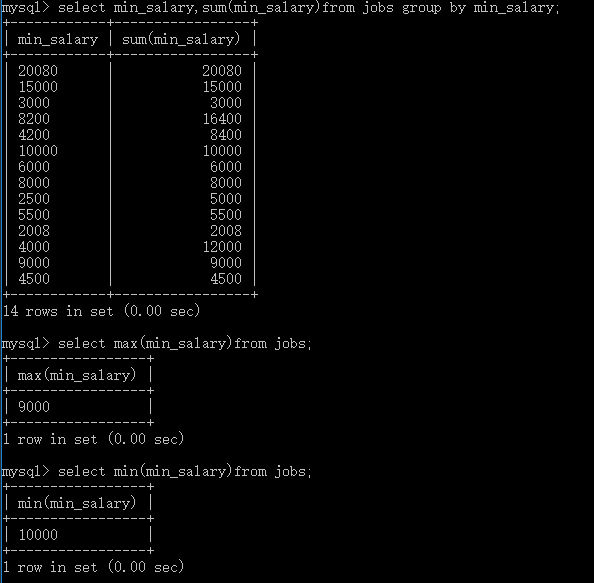 mysql> select min_salary,sum(min_salary)from jobs group by min_salary;
+------------+-----------------+
| min_salary | sum(min_salary) |
+------------+-----------------+
| 20080      |           20080 |
| 15000      |           15000 |
| 3000       |            3000 |
| 8200       |           16400 |
| 4200       |            8400 |
| 10000      |           10000 |
| 6000       |            6000 |
| 8000       |            8000 |
| 2500       |            5000 |
| 5500       |            5500 |
| 2008       |            2008 |
| 4000       |           12000 |
| 9000       |            9000 |
| 4500       |            4500 |
+------------+-----------------+
14 rows in set (0.00 sec)
mysql> select max(min_salary)from jobs;
+-----------------+
| max(min_salary) |
+-----------------+
| 9000            |
+-----------------+
1 row in set (0.00 sec)
mysql> select min(min_salary)from jobs;
+-----------------+
| min(min_salary) |
+-----------------+
| 10000           |
+-----------------+
1 row in set (0.00 sec)